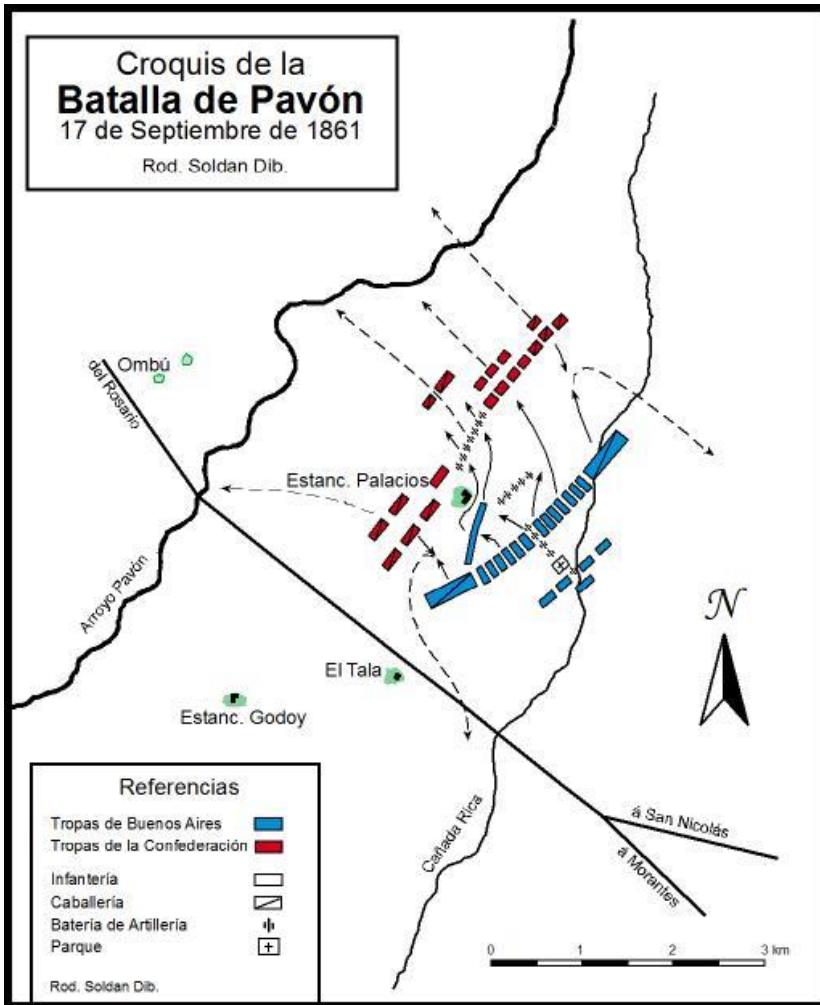 Croquis de la
Batalla de Pavón
17 de Septiembre de 1861
Rod. Soldan Dib.
Ombú
del Rosario
Estanc. Palacios
Arroyo Pavón
N
El Tala
Estanc. Godoy
Cañada Rica
á San Nicolás
á Morantes
Referencias
Tropas de Buenos Aires
Tropas de la Confederación
Infantería
Caballería
Batería de Artillería
Parque
Rod. Soldan Dib.
0 1 2 3 km